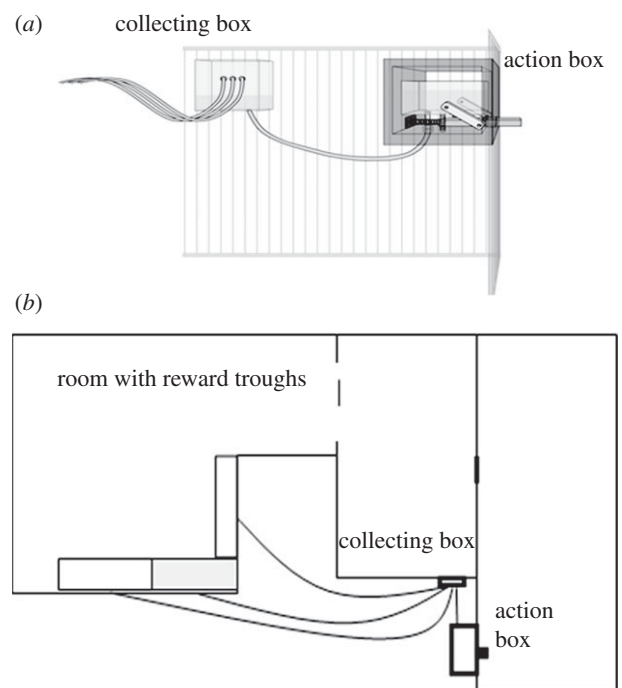 (a)
collecting box
action box
(b)
room with reward troughs
collecting box
action
box